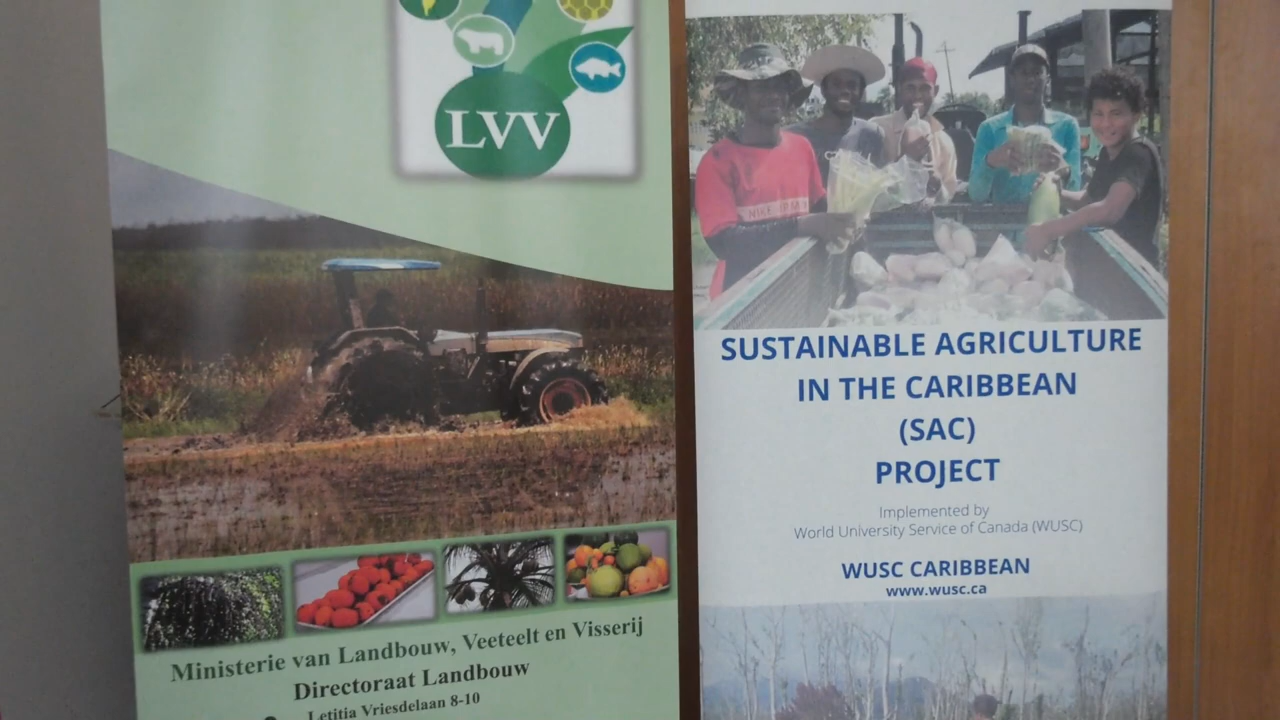 LVV
Ministerie van Landbouw, Veeteelt en Visserij
Directoraat Landbouw
Letitia Vriesdelaan 8-10
SUSTAINABLE AGRICULTURE
IN THE CARIBBEAN
(SAC)
PROJECT
Implemented by
World University Service of Canada (WUSC)
WUSC CARIBBEAN
www.wusc.ca